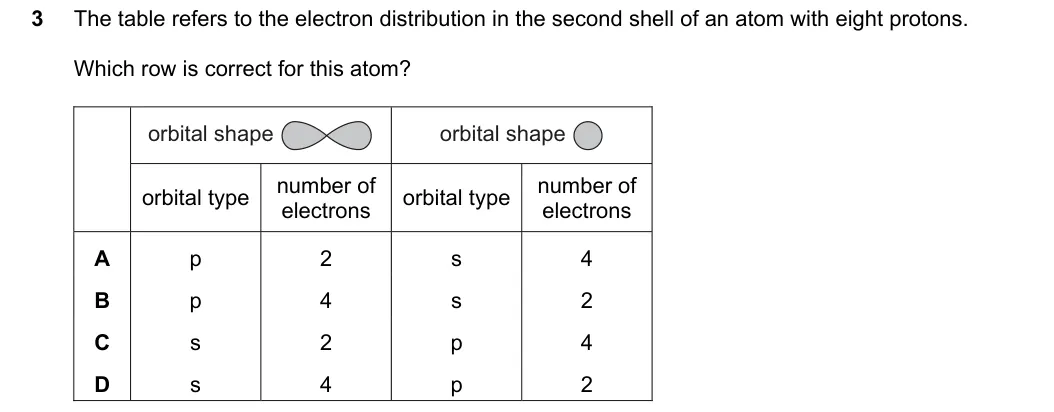 3 The table refers to the electron distribution in the second shell of an atom with eight protons.
Which row is correct for this atom?
orbital shape orbital shape
orbital type number of electrons orbital type number of electrons
A p 2 s 4
B p 4 s 2
C s 2 p 4
D s 4 p 2